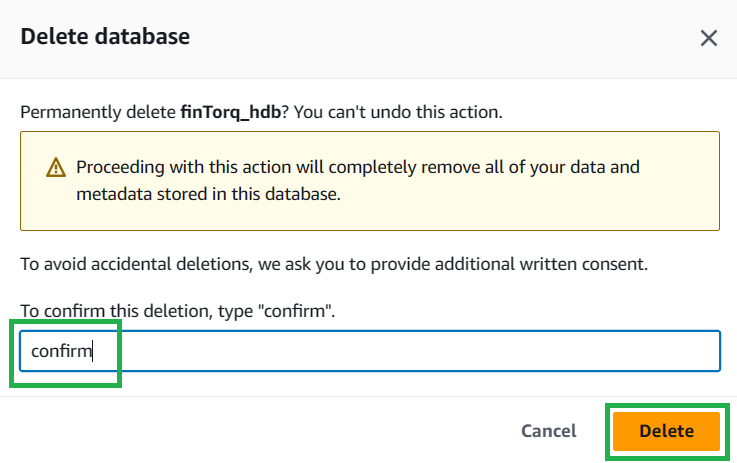 Delete database
Permanently delete finTorq_hdb? You can't undo this action.
Proceeding with this action will completely remove all of your data and
metadata stored in this database.
To avoid accidental deletions, we ask you to provide additional written consent.
To confirm this deletion, type "confirm".
confirm
Cancel Delete